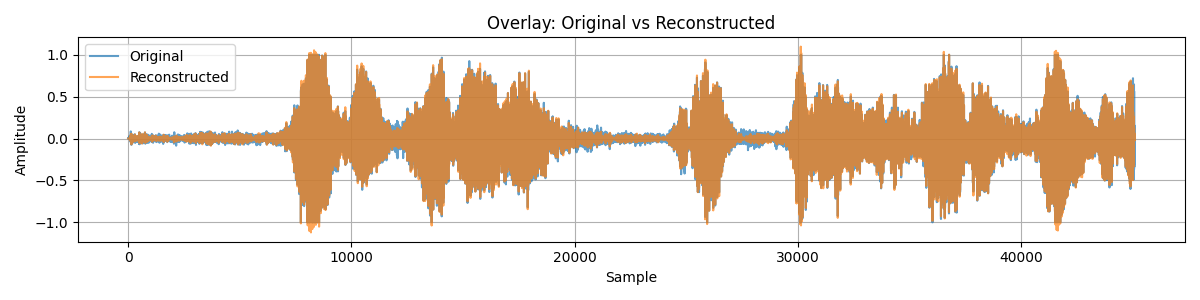 Overlay: Original vs Reconstructed
Original
Reconstructed
Amplitude
1.0
0.5
0.0
−0.5
−1.0
0 10000 20000 30000 40000
Sample